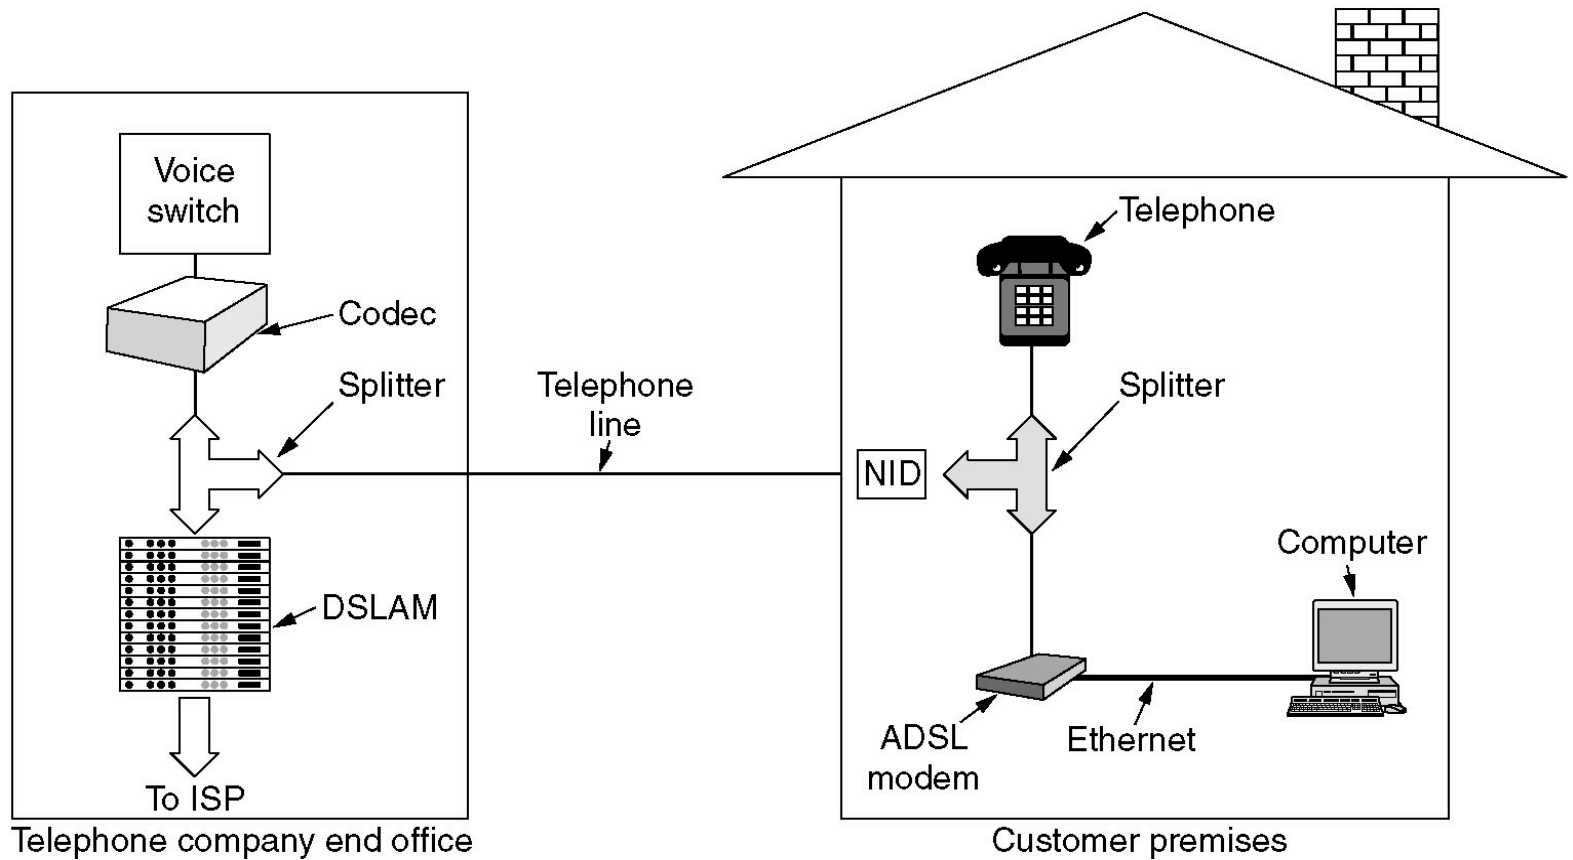 Voice
switch
Codec
Splitter
DSLAM
To ISP
Telephone company end office
Telephone
line
Telephone
Splitter
NID
Computer
ADSL
modem
Ethernet
Customer premises